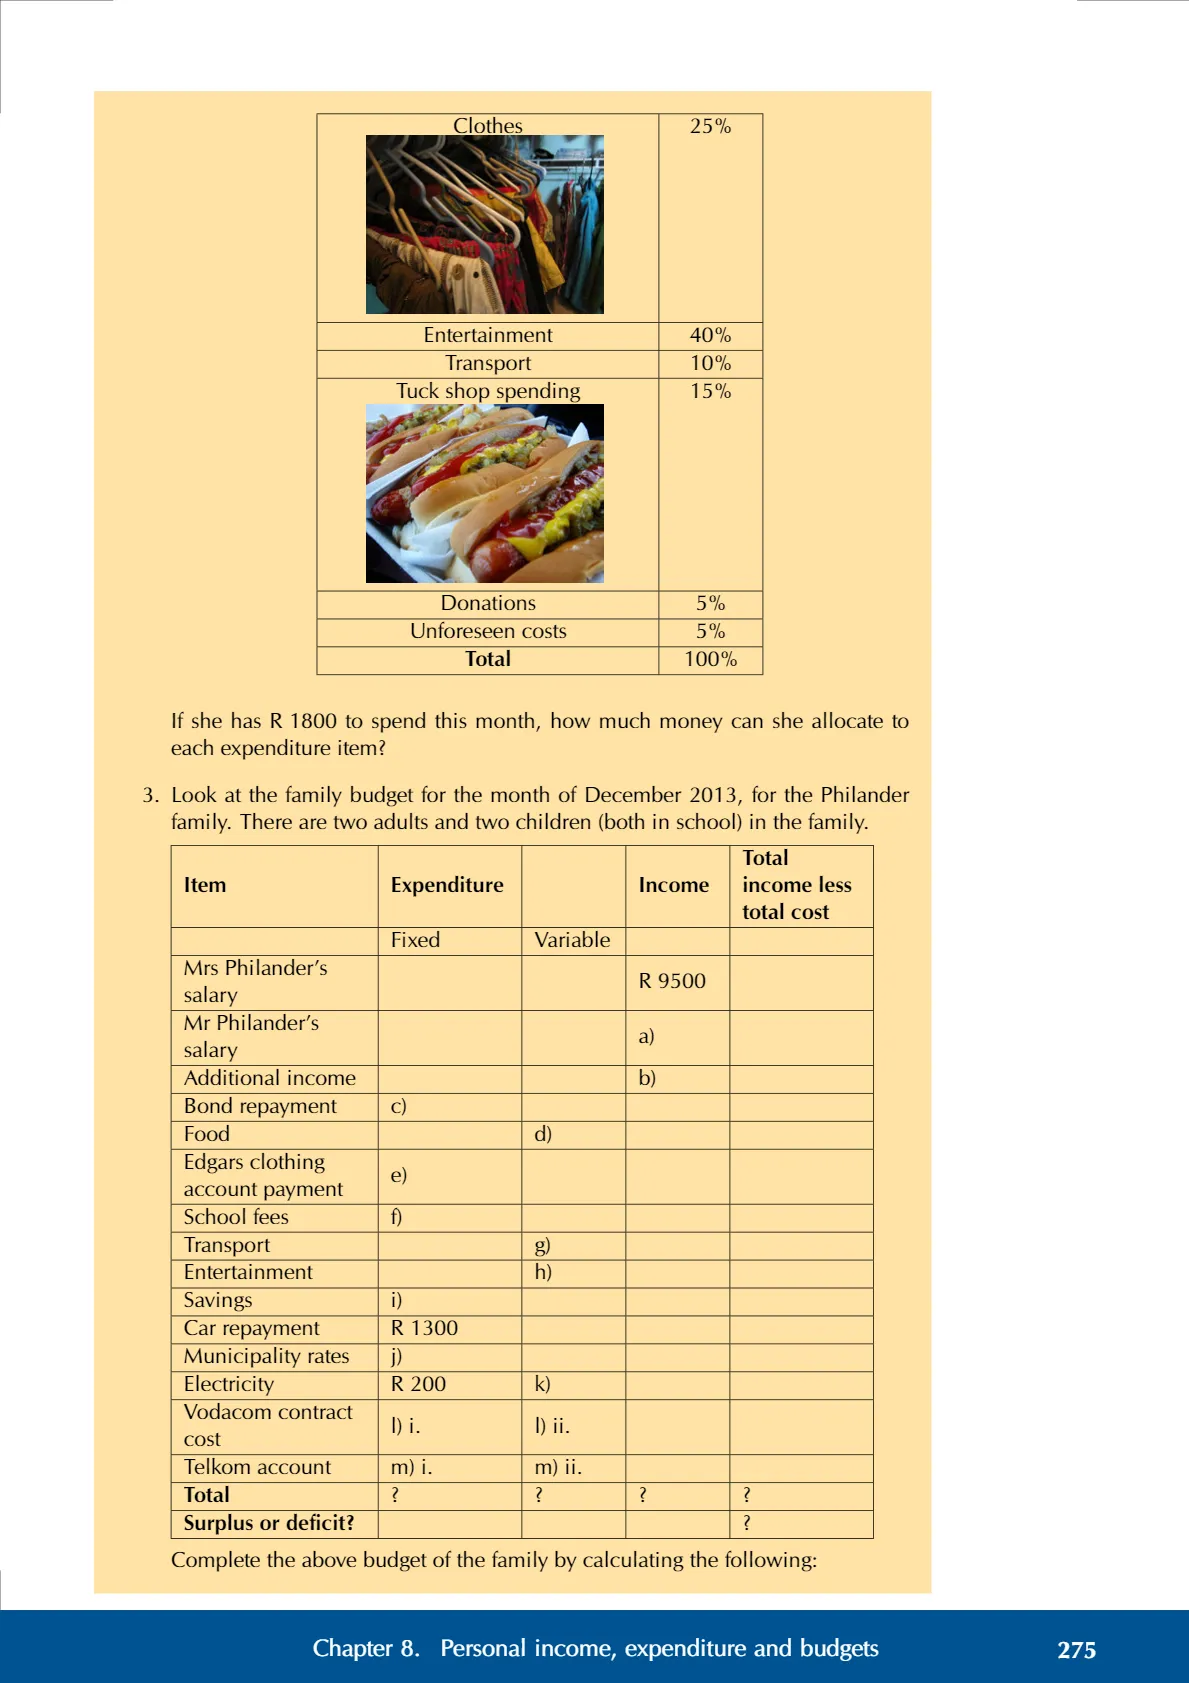 Clothes 25%
Entertainment 40%
Transport 10%
Tuck shop spending 15%
Donations 5%
Unforeseen costs 5%
Total 100%
If she has R 1800 to spend this month, how much money can she allocate to
each expenditure item?
3. Look at the family budget for the month of December 2013, for the Philander
family. There are two adults and two children (both in school) in the family.
Item Expenditure Income Total
income less
total cost
Fixed Variable
Mrs Philander’s
salary R 9500
Mr Philander’s
salary a)
Additional income b)
Bond repayment c)
Food d)
Edgars clothing
account payment e)
School fees f)
Transport g)
Entertainment h)
Savings i)
Car repayment R 1300
Municipality rates j)
Electricity R 200 k)
Vodacom contract
cost l) i. l) ii.
Telkom account m) i. m) ii.
Total ? ? ? ?
Surplus or deficit? ?
Complete the above budget of the family by calculating the following:
Chapter 8. Personal income, expenditure and budgets 275